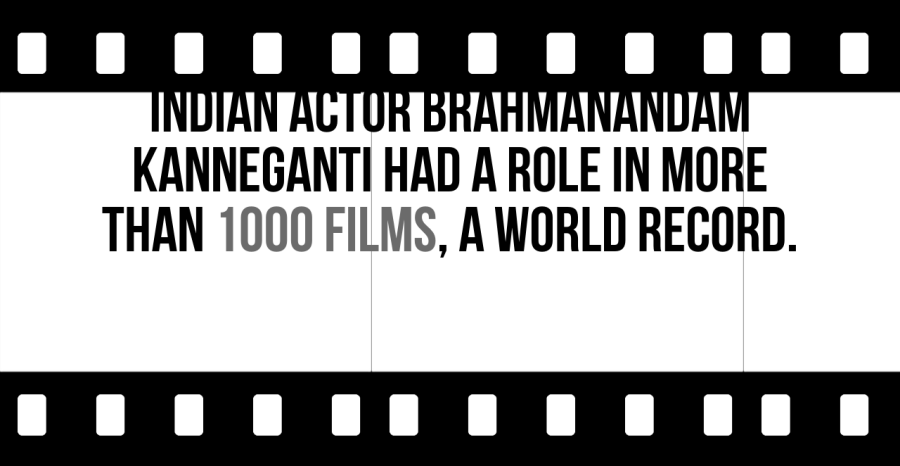 INDIAN ACTOR BRAHMANANDAM
KANNEGANTI HAD A ROLE IN MORE
THAN 1000 FILMS, A WORLD RECORD.